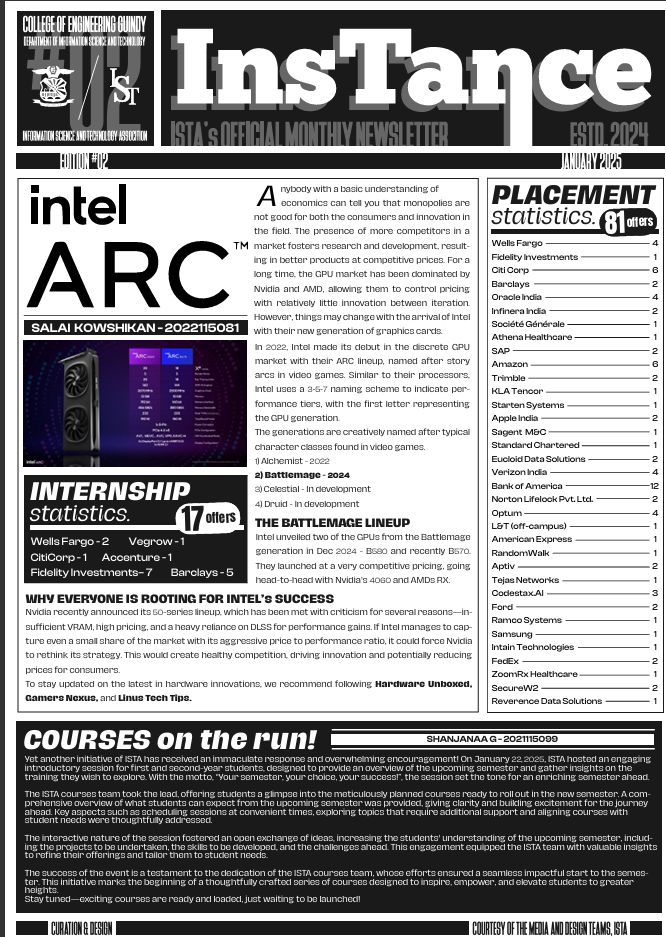 COLLEGE OF ENGINEERING GUINDY
DEPARTMENT OF INFORMATION SCIENCE AND TECHNOLOGY
#02
IST
INFORMATION SCIENCE AND TECHNOLOGY ASSOCITION
InsTance
ISTA's OFFICIAL MONTHLY NEWSLETTER
ESTD. 2024
EDITION #02
JANUARY 2025
intel
ARC™
SALAI KOWSHIKAN - 2022115081
intel ARC
INTERNSHIP
statistics.
17 offers
Wells Fargo - 2 Vegrow - 1
CitiCorp - 1 Accenture - 1
Fidelity Investments- 7 Barclays - 5
Anybody with a basic understanding of
economics can tell you that monopolies are
not good for both the consumers and innovation in
the field. The presence of more competitors in a
market fosters research and development, result-
ing in better products at competitive prices. For a
long time, the GPU market has been dominated by
Nvidia and AMD, allowing them to control pricing
with relatively little innovation between iteration.
However, things may change with the arrival of Intel
with their new generation of graphics cards.
In 2022, Intel made its debut in the discrete GPU
market with their ARC lineup, named after story
arcs in video games. Similar to their processors,
Intel uses a 3-5-7 naming scheme to indicate per-
formance tiers, with the first letter representing
the GPU generation.
The generations are creatively named after typical
character classes found in video games.
1) Alchemist - 2022
2) Battlemage - 2024
3) Celestial - In development
4) Druid - In development
THE BATTLEMAGE LINEUP
Intel unveiled two of the GPUs from the Battlemage
generation in Dec 2024 - B580 and recently B570.
They launched at a very competitive pricing, going
head-to-head with Nvidia's 4060 and AMDs RX.
WHY EVERYONE IS ROOTING FOR INTEL'S SUCCESS
Nvidia recently announced its 50-series lineup, which has been met with criticism for several reasons—in-
sufficient VRAM, high pricing, and a heavy reliance on DLSS for performance gains. If Intel manages to cap-
ture even a small share of the market with its aggressive price to performance ratio, it could force Nvidia
to rethink its strategy. This would create healthy competition, driving innovation and potentially reducing
prices for consumers.
To stay updated on the latest in hardware innovations, we recommend following Hardware Unboxed,
Gamers Nexus, and Linus Tech Tips.
PLACEMENT
statistics.
81 offers
Wells Fargo 4
Fidelity Investments 1
Citi Corp 6
Barclays 2
Oracle India 4
Infinera India 2
Société Générale 1
Athena Healthcare 1
SAP 2
Amazon 6
Trimble 2
KLA Tencor 1
Starten Systems 1
Apple India 2
Sagent M&C 1
Standard Chartered 1
Eucloid Data Solutions 2
Verizon India 4
Bank of America 12
Norton Lifelock Pvt. Ltd. 2
Optum 4
L&T (off-campus) 1
American Express 1
RandomWalk 1
Aptiv 2
Tejas Networks 1
Codestax.AI 3
Ford 2
Ramco Systems 1
Samsung 1
Intain Technologies 1
FedEx 2
ZoomRx Healthcare 1
SecureW2 2
Reverence Data Solutions 1
COURSES on the run!
SHANJANAA G - 2021115099
Yet another initiative of ISTA has received an immaculate response and overwhelming encouragement! On January 22, 2025, ISTA hosted an engaging
introductory session for first and second-year students, designed to provide an overview of the upcoming semester and gather insights on the
training they wish to explore. With the motto, "Your semester, your choice, your success!", the session set the tone for an enriching semester ahead.
The ISTA courses team took the lead, offering students a glimpse into the meticulously planned courses ready to roll out in the new semester. A com-
prehensive overview of what students can expect from the upcoming semester was provided, giving clarity and building excitement for the journey
ahead. Key aspects such as scheduling sessions at convenient times, exploring topics that require additional support and aligning courses with
student needs were thoughtfully addressed.
The interactive nature of the session fostered an open exchange of ideas, increasing the students' understanding of the upcoming semester, includ-
ing the projects to be undertaken, the skills to be developed, and the challenges ahead. This engagement equipped the ISTA team with valuable insights
to refine their offerings and tailor them to student needs.
The success of the event is a testament to the dedication of the ISTA courses team, whose efforts ensured a seamless impactful start to the semes-
ter. This initiative marks the beginning of a thoughtfully crafted series of courses designed to inspire, empower, and elevate students to greater
heights.
Stay tuned—exciting courses are ready and loaded, just waiting to be launched!
CURATION & DESIGN
COURTESY OF THE MEDIA AND DESIGN TEAMS, ISTA